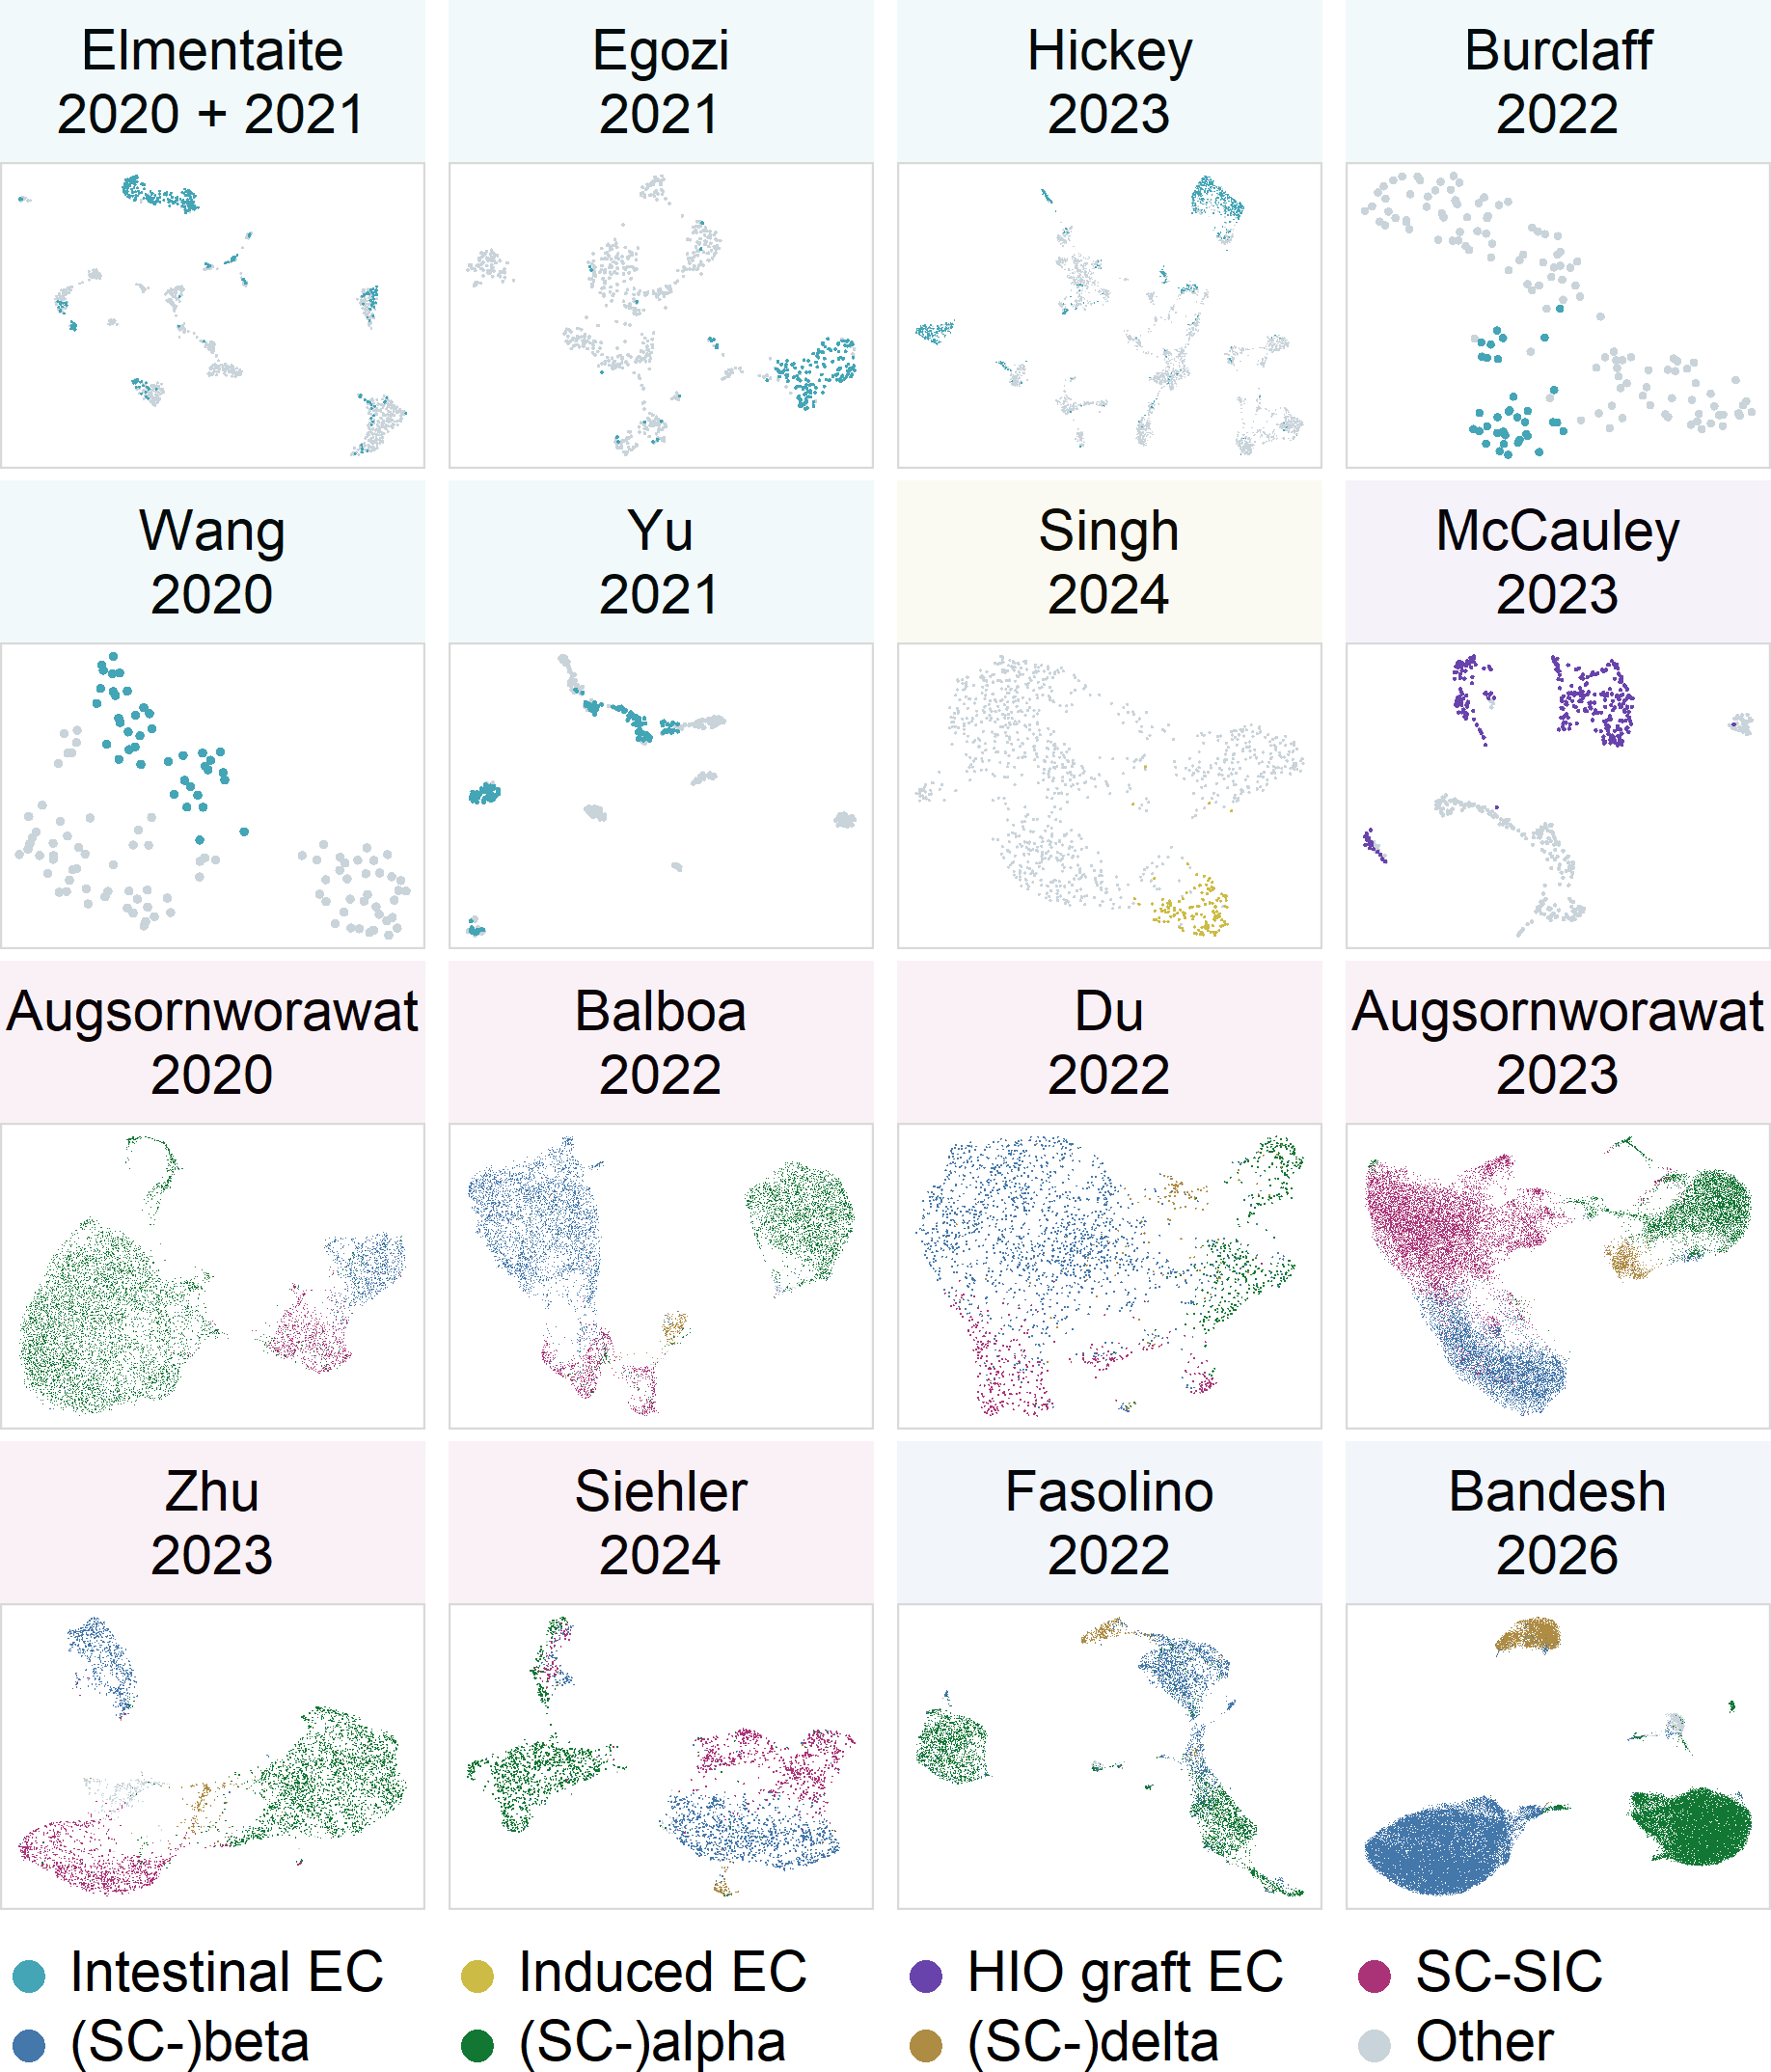 Elmentaite
2020 + 2021
Egozi
2021
Hickey
2023
Burclaff
2022
Wang
2020
Yu
2021
Singh
2024
McCauley
2023
Augsornworawat
2020
Balboa
2022
Du
2022
Augsornworawat
2023
Zhu
2023
Siehler
2024
Fasolino
2022
Bandesh
2026
Intestinal EC
Induced EC
HIO graft EC
SC-SIC
(SC-)beta
(SC-)alpha
(SC-)delta
Other